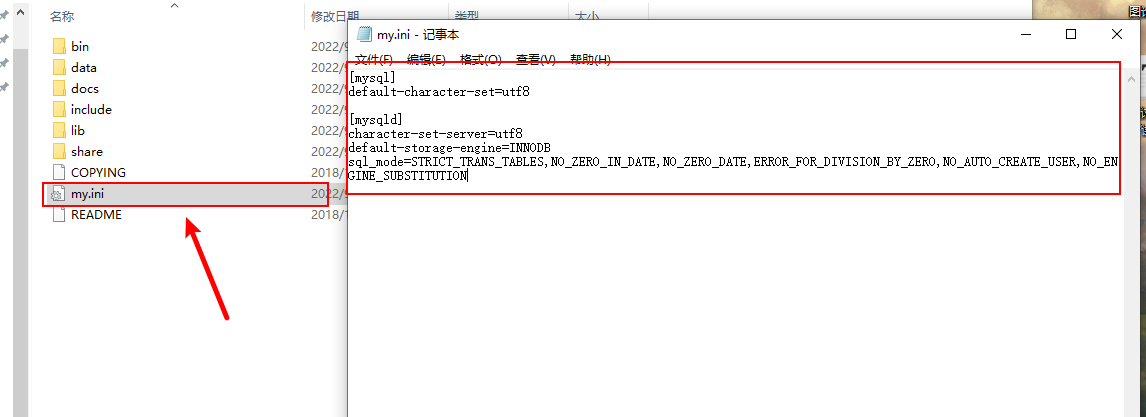 名称 修改日期 类型 大小
bin 2022/9
data 2022/9
docs 2022/9
include 2022/9
lib 2022/9
share 2022/9
COPYING 2018/
my.ini 2022/9
README 2018/1
my.ini - 记事本
文件(F) 编辑(E) 格式(O) 查看(V) 帮助(H)
[mysql]
default-character-set=utf8
[mysqld]
character-set-server=utf8
default-storage-engine=INNODB
sql_mode=STRICT_TRANS_TABLES,NO_ZERO_IN_DATE,NO_ZERO_DATE,ERROR_FOR_DIVISION_BY_ZERO,NO_AUTO_CREATE_USER,NO_EN
GINE_SUBSTITUTION